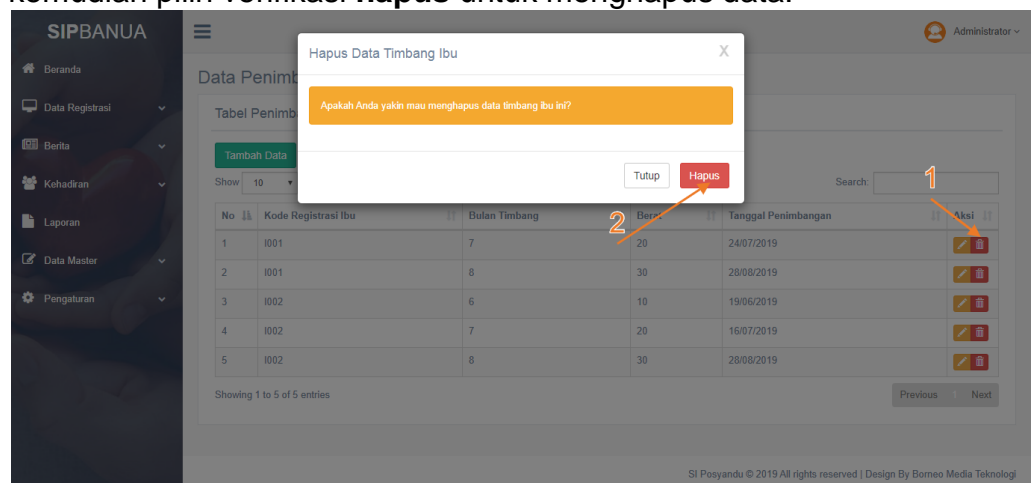 kemudian pilih verifikasi hapus untuk menghapus data.
SIPBANUA
Administrator
Hapus Data Timbang Ibu
X
Apakah Anda yakin mau menghapus data timbang ibu ini?
Tutup
Hapus
Beranda
Data Registrasi
Berita
Kehadiran
Laporan
Data Master
Pengaturan
Data Penimb
Tabel Penimb
Tambah Data
Show 10
Search:
1
2
No Kode Registrasi Ibu Bulan Timbang Berat Tanggal Penimbangan Aksi
1 I001 7 20 24/07/2019
2 I001 8 30 28/08/2019
3 I002 6 10 19/06/2019
4 I002 7 20 16/07/2019
5 I002 8 30 28/08/2019
Showing 1 to 5 of 5 entries
Previous 1 Next
SI Posyandu © 2019 All rights reserved | Design By Borneo Media Teknologi